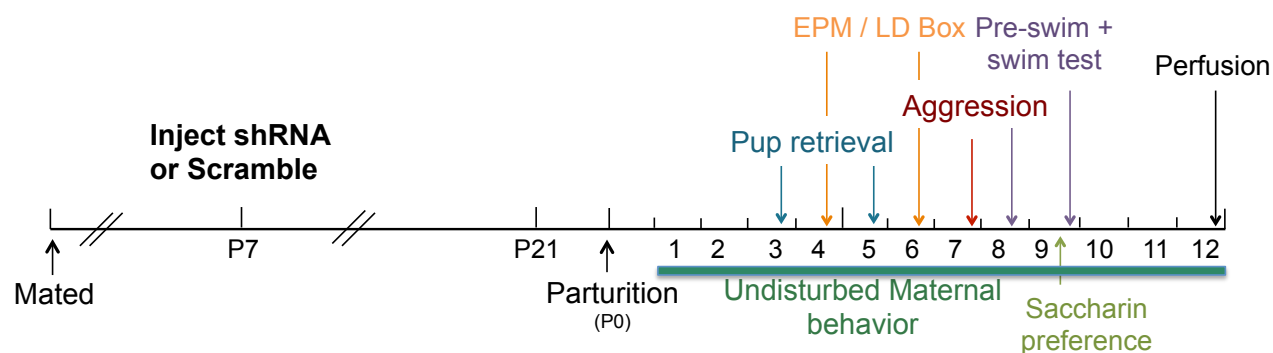 EPM / LD Box
Pre-swim +
swim test
Perfusion
Aggression
Inject shRNA
or Scramble
Pup retrieval
P7
P21
1 2 3 4 5 6 7 8 9 10 11 12
Mated
Parturition
(P0)
Undisturbed Maternal
behavior
Saccharin
preference